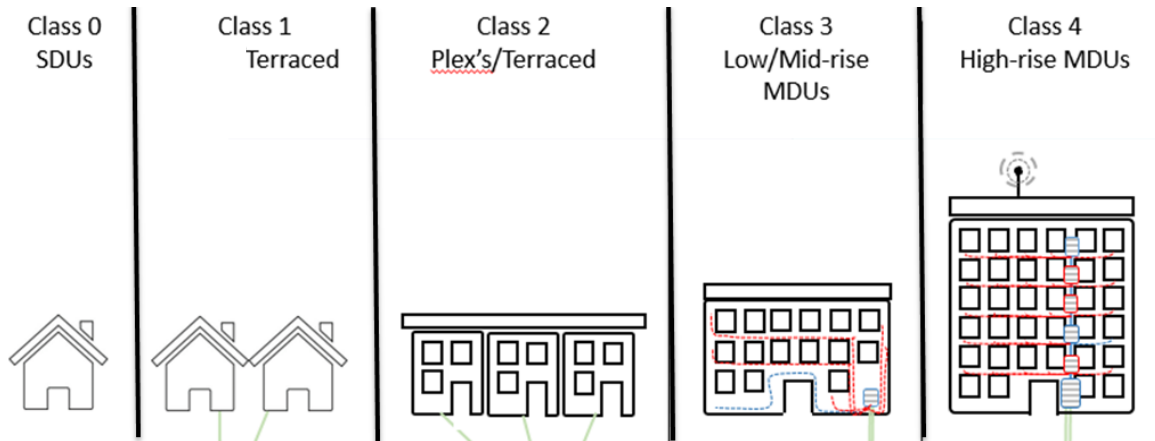 Class 0
SDUs
Class 1
Terraced
Class 2
Plex's/Terraced
Class 3
Low/Mid-rise
MDUs
Class 4
High-rise MDUs